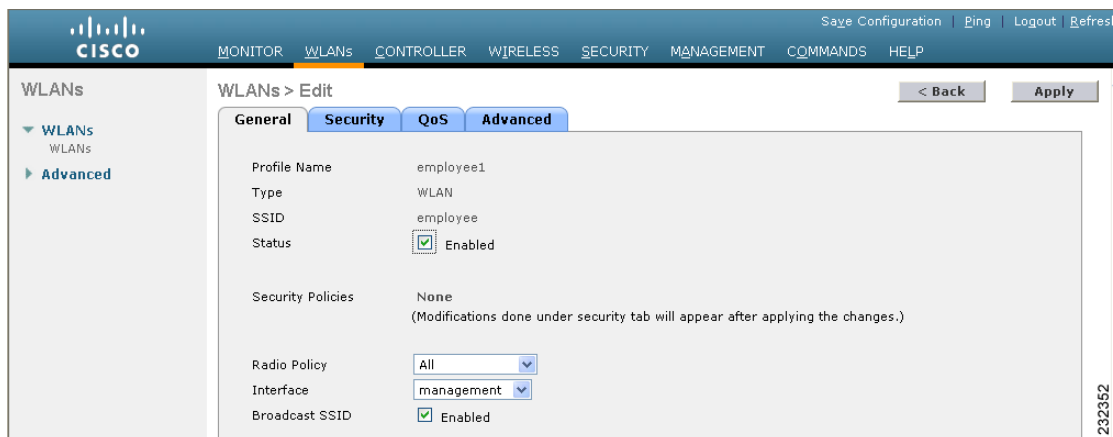 Save Configuration | Ping | Logout | Refresh
CISCO
MONITOR WLANs CONTROLLER WIRELESS SECURITY MANAGEMENT COMMANDS HELP
WLANs
WLANs
WLANs
Advanced
WLANs > Edit
< Back
Apply
General Security QoS Advanced
Profile Name employee1
Type WLAN
SSID employee
Status Enabled
Security Policies None
(Modifications done under security tab will appear after applying the changes.)
Radio Policy All
Interface management
Broadcast SSID Enabled
232352